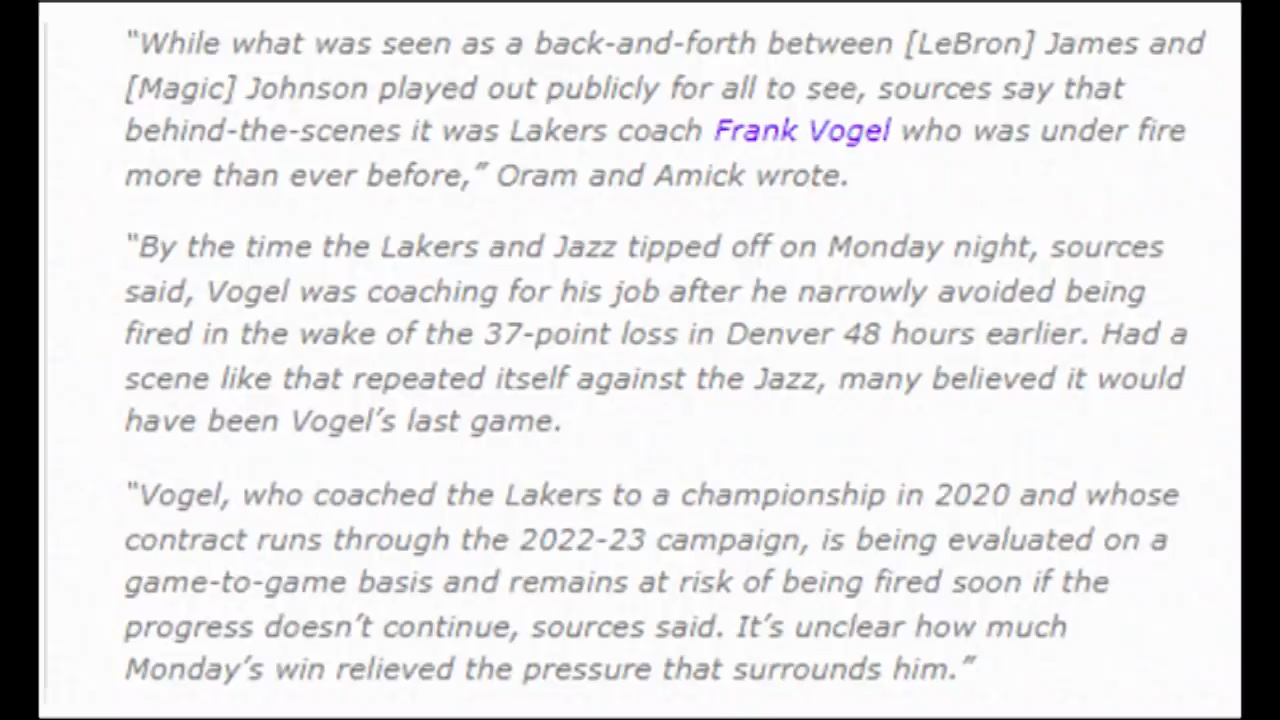 “While what was seen as a back-and-forth between [LeBron] James and
[Magic] Johnson played out publicly for all to see, sources say that
behind-the-scenes it was Lakers coach Frank Vogel who was under fire
more than ever before,” Oram and Amick wrote.
“By the time the Lakers and Jazz tipped off on Monday night, sources
said, Vogel was coaching for his job after he narrowly avoided being
fired in the wake of the 37-point loss in Denver 48 hours earlier. Had a
scene like that repeated itself against the Jazz, many believed it would
have been Vogel’s last game.
“Vogel, who coached the Lakers to a championship in 2020 and whose
contract runs through the 2022-23 campaign, is being evaluated on a
game-to-game basis and remains at risk of being fired soon if the
progress doesn’t continue, sources said. It’s unclear how much
Monday’s win relieved the pressure that surrounds him.”